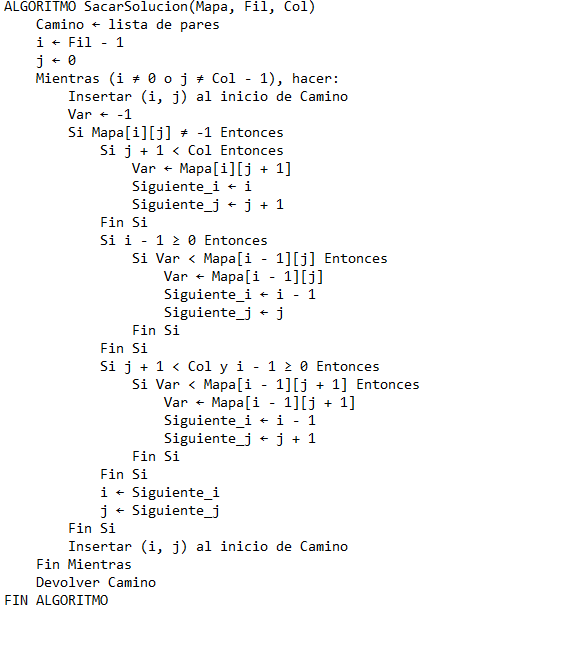 ALGORITMO SacarSolucion(Mapa, Fil, Col)
    Camino ← lista de pares
    i ← Fil - 1
    j ← 0
    Mientras (i ≠ 0 o j ≠ Col - 1), hacer:
        Insertar (i, j) al inicio de Camino
        Var ← -1
        Si Mapa[i][j] ≠ -1 Entonces
            Si j + 1 < Col Entonces
                Var ← Mapa[i][j + 1]
                Siguiente_i ← i
                Siguiente_j ← j + 1
            Fin Si
            Si i - 1 ≥ 0 Entonces
                Si Var < Mapa[i - 1][j] Entonces
                    Var ← Mapa[i - 1][j]
                    Siguiente_i ← i - 1
                    Siguiente_j ← j
                Fin Si
            Fin Si
            Si j + 1 < Col y i - 1 ≥ 0 Entonces
                Si Var < Mapa[i - 1][j + 1] Entonces
                    Var ← Mapa[i - 1][j + 1]
                    Siguiente_i ← i - 1
                    Siguiente_j ← j + 1
                Fin Si
            Fin Si
            i ← Siguiente_i
            j ← Siguiente_j
        Fin Si
        Insertar (i, j) al inicio de Camino
    Fin Mientras
    Devolver Camino
FIN ALGORITMO